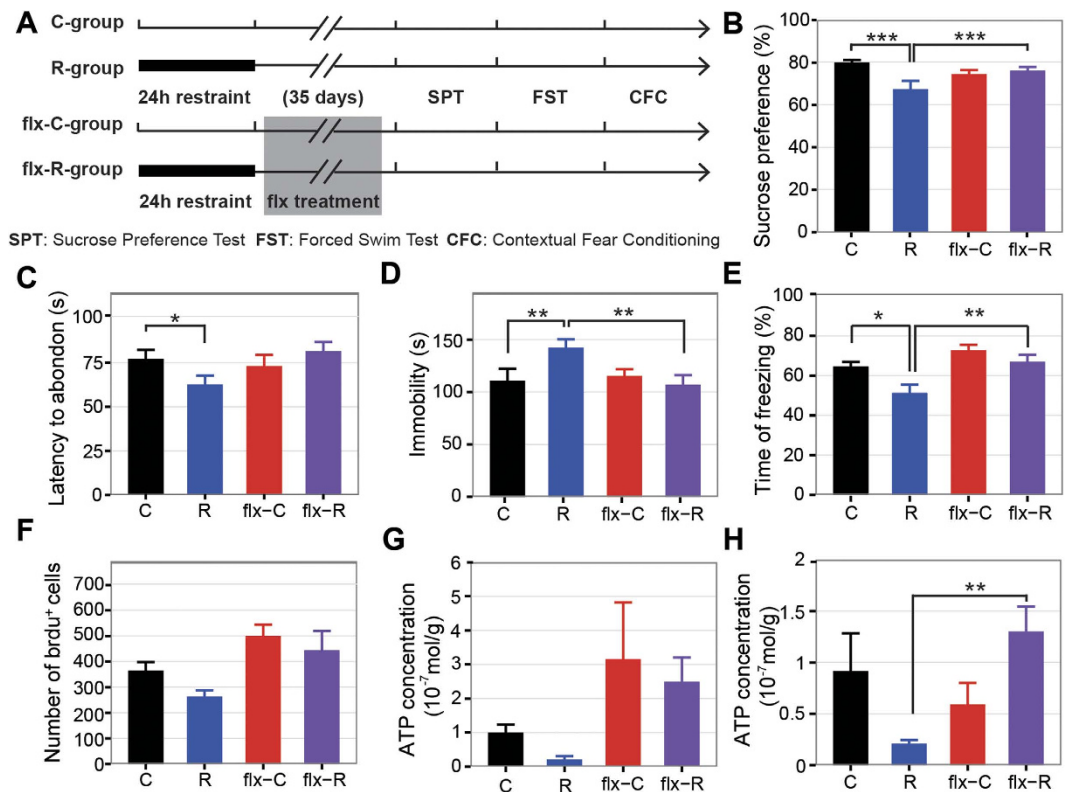 A
C-group
R-group
24h restraint (35 days) SPT FST CFC
flx-C-group
flx-R-group
24h restraint flx treatment
SPT: Sucrose Preference Test FST: Forced Swim Test CFC: Contextual Fear Conditioning
B
Sucrose preference (%)
100
80
60
40
20
0
*** ***
C R flx-C flx-R
C
Latency to abondon (s)
100
75
50
25
0
*
C R flx-C flx-R
D
Immobility (s)
150
100
50
0
** **
C R flx-C flx-R
E
Time of freezing (%)
100
80
60
40
20
0
* **
C R flx-C flx-R
F
Number of brdu+ cells
700
600
500
400
300
200
100
0
C R flx-C flx-R
G
ATP concentration
(10-7mol/g)
6
5
4
3
2
1
0
C R flx-C flx-R
H
ATP concentration
(10-7mol/g)
2
1.5
1
0.5
0
**
C R flx-C flx-R